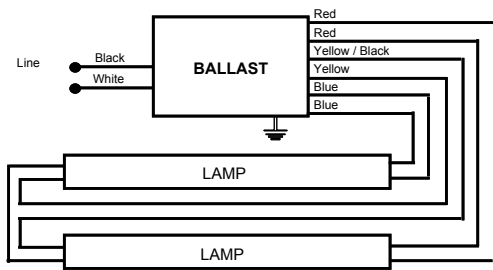 Red
Red
Yellow / Black
Yellow
Blue
Blue
Line
Black
White
BALLAST
LAMP
LAMP